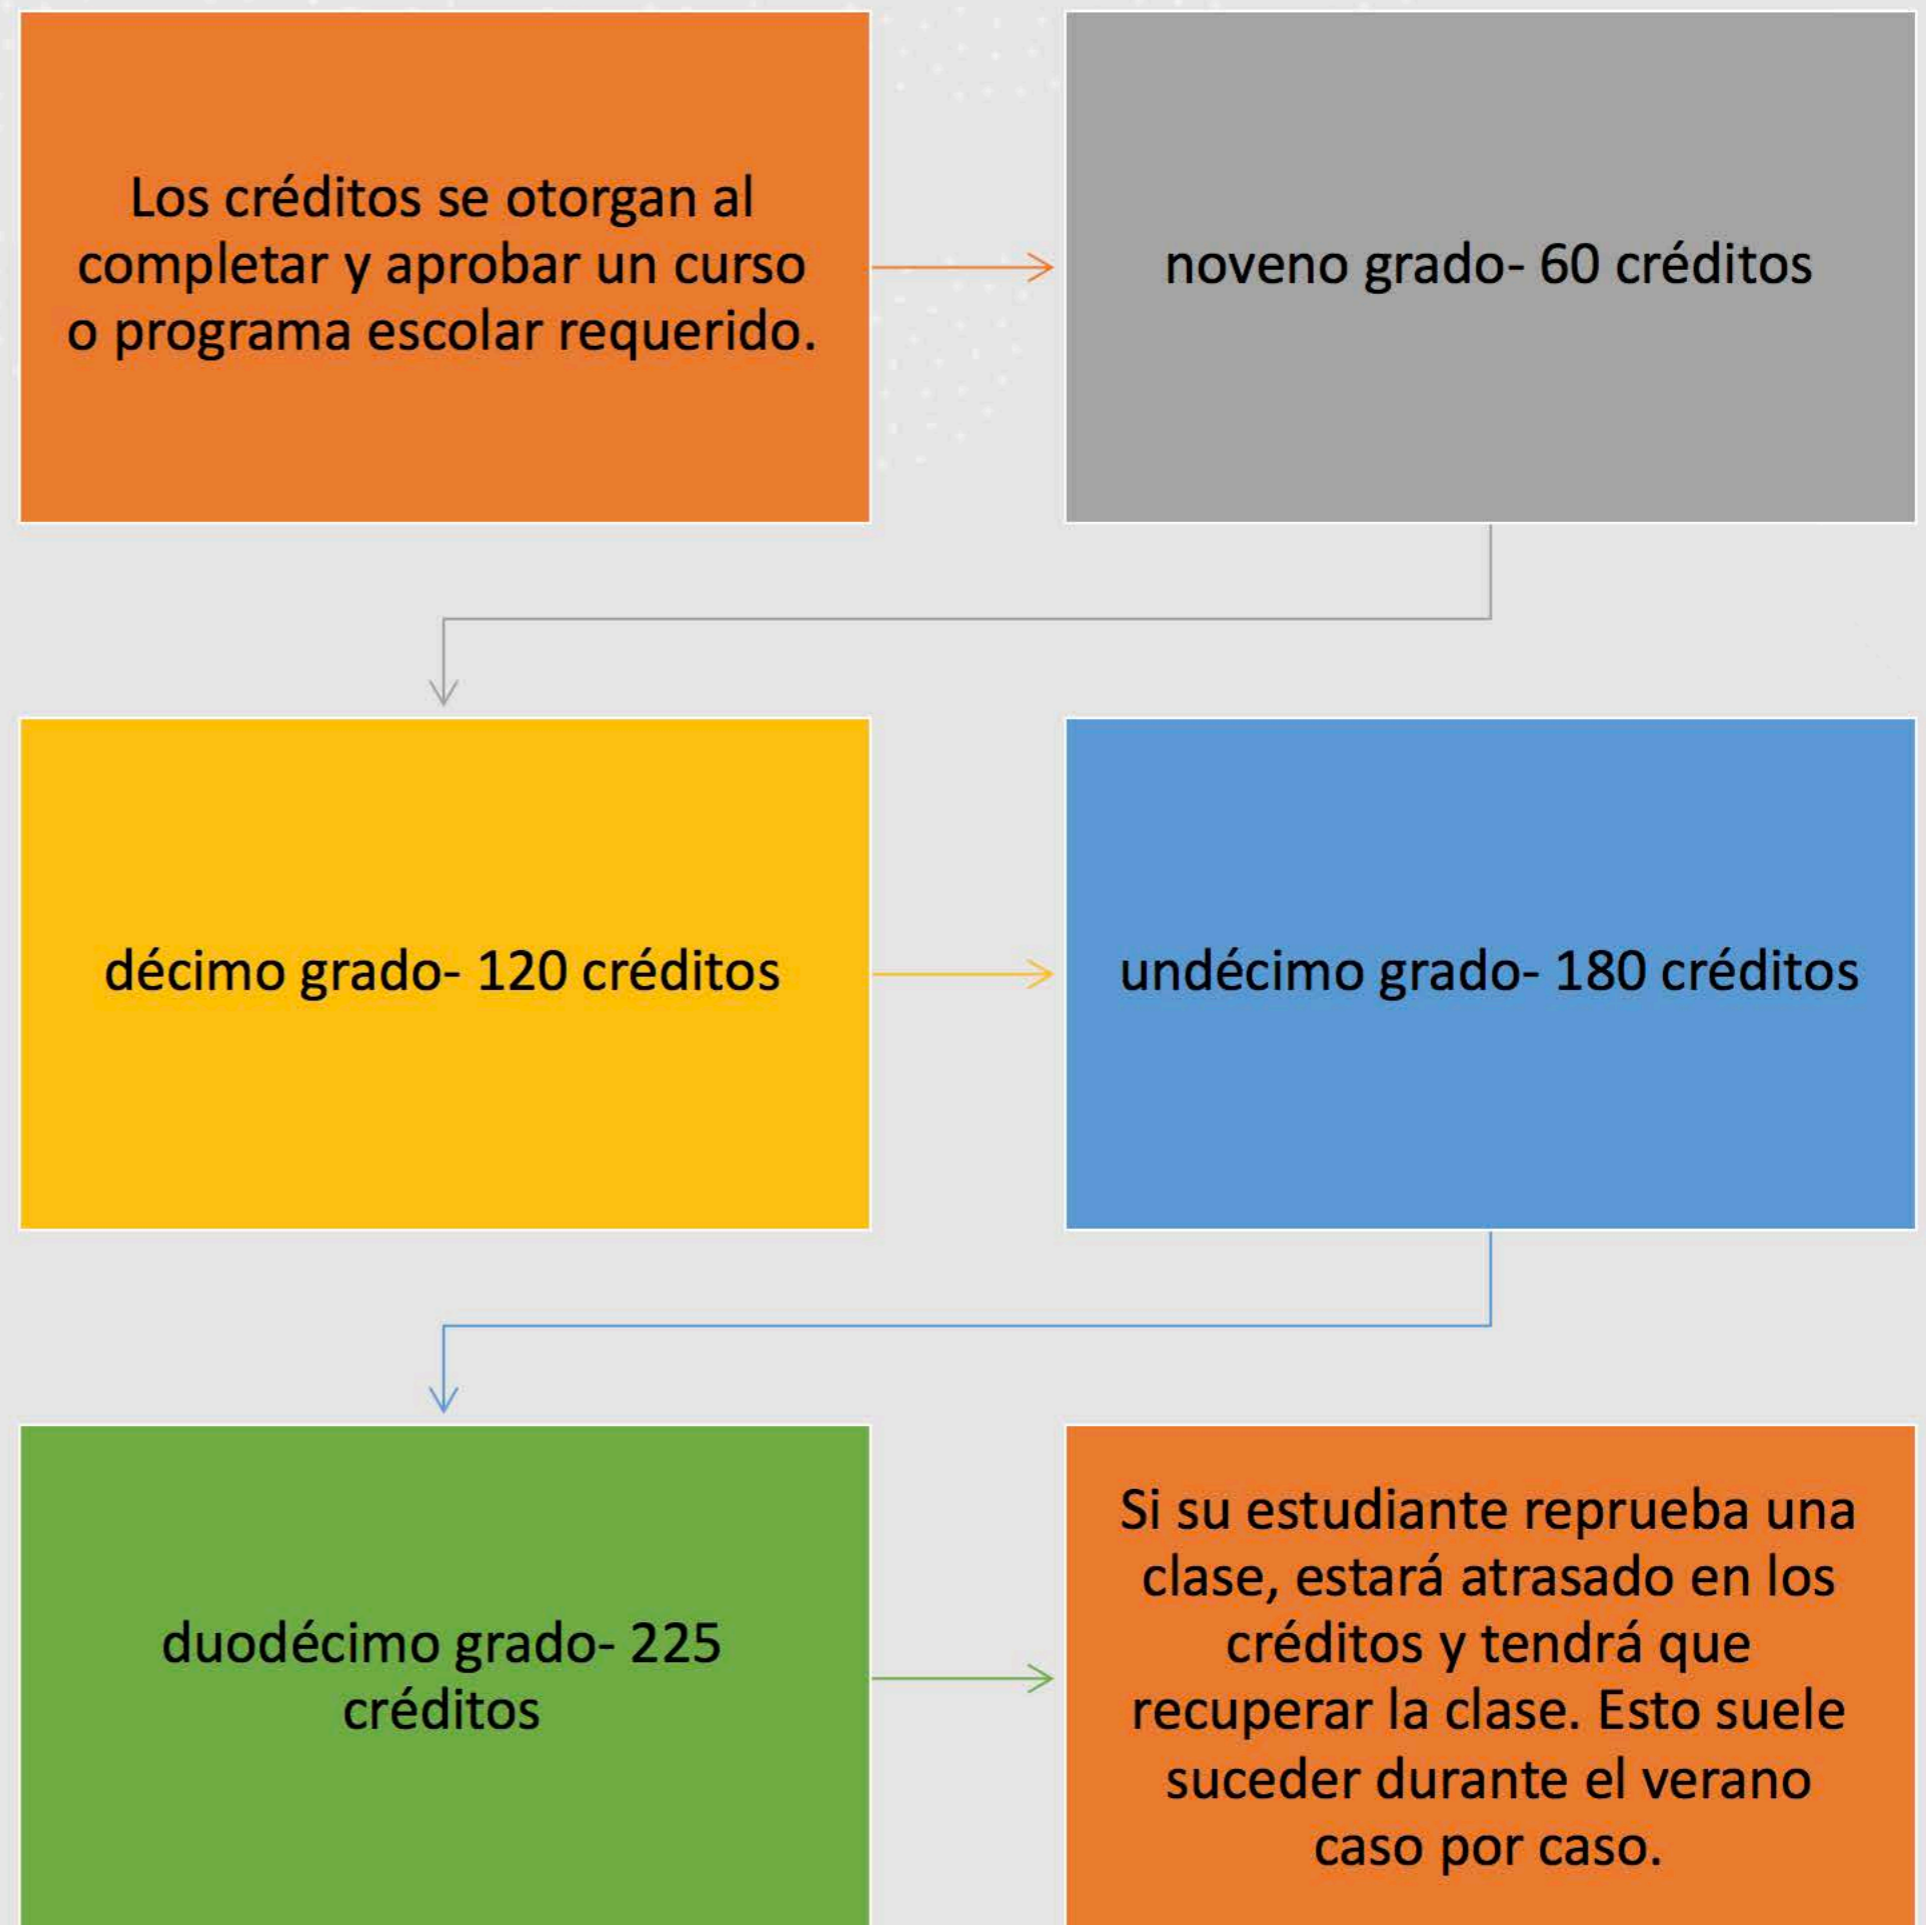 Los créditos se otorgan al
completar y aprobar un curso
o programa escolar requerido.
noveno grado- 60 créditos
décimo grado- 120 créditos
undécimo grado- 180 créditos
duodécimo grado- 225
créditos
Si su estudiante reprueba una
clase, estará atrasado en los
créditos y tendrá que
recuperar la clase. Esto suele
suceder durante el verano
caso por caso.